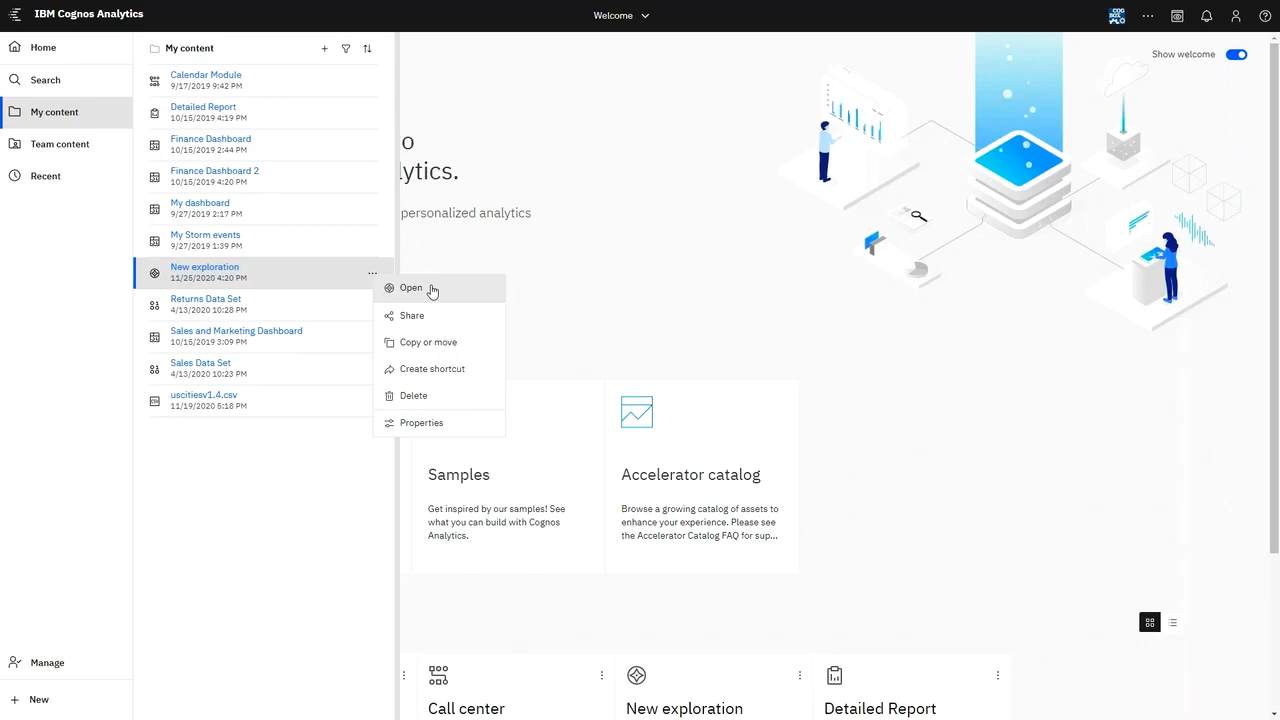 IBM Cognos Analytics
Welcome
Home
Search
My content
Team content
Recent
Manage
New
My content
Calendar Module
9/17/2019 9:42 PM
Detailed Report
10/15/2019 4:19 PM
Finance Dashboard
10/15/2019 2:44 PM
Finance Dashboard 2
10/15/2019 4:20 PM
My dashboard
9/27/2019 2:17 PM
My Storm events
9/27/2019 1:39 PM
New exploration
11/25/2020 4:20 PM
Returns Data Set
4/13/2020 10:28 PM
Sales and Marketing Dashboard
10/15/2019 3:09 PM
Sales Data Set
4/13/2020 10:23 PM
uscitiesv1.4.csv
11/19/2020 5:18 PM
Open
Share
Copy or move
Create shortcut
Delete
Properties
Show welcome
o
lytics.
personalized analytics
Samples
Get inspired by our samples! See
what you can build with Cognos
Analytics.
Accelerator catalog
Browse a growing catalog of assets to
enhance your experience. Please see
the Accelerator Catalog FAQ for sup...
Call center
New exploration
Detailed Report